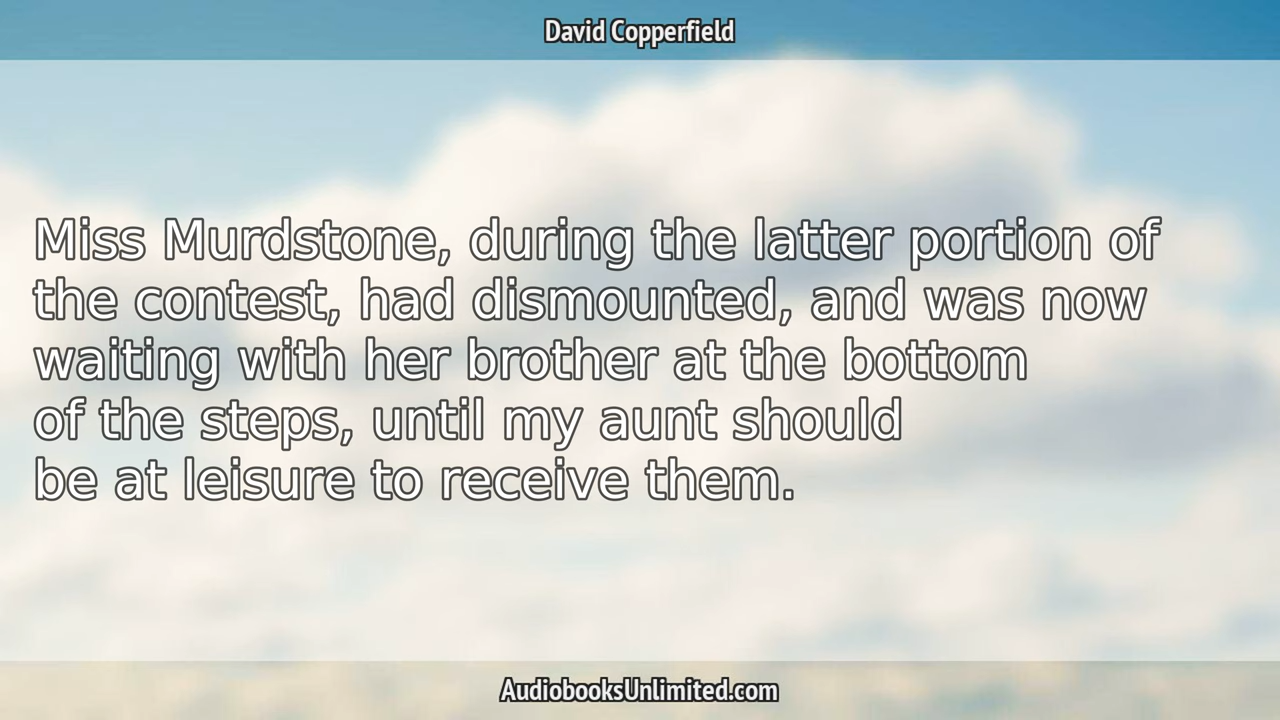 David Copperfield
Miss Murdstone, during the latter portion of
the contest, had dismounted, and was now
waiting with her brother at the bottom
of the steps, until my aunt should
be at leisure to receive them.
AudiobooksUnlimited.com